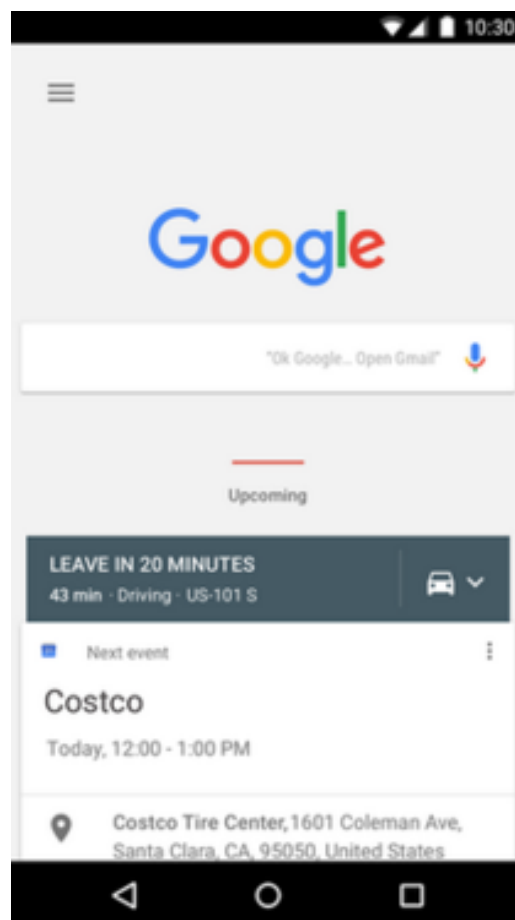 10:30
Google
"Ok Google... Open Gmail"
Upcoming
LEAVE IN 20 MINUTES
43 min · Driving · US-101 S
Next event
Costco
Today, 12:00 - 1:00 PM
Costco Tire Center, 1601 Coleman Ave,
Santa Clara, CA, 95050, United States